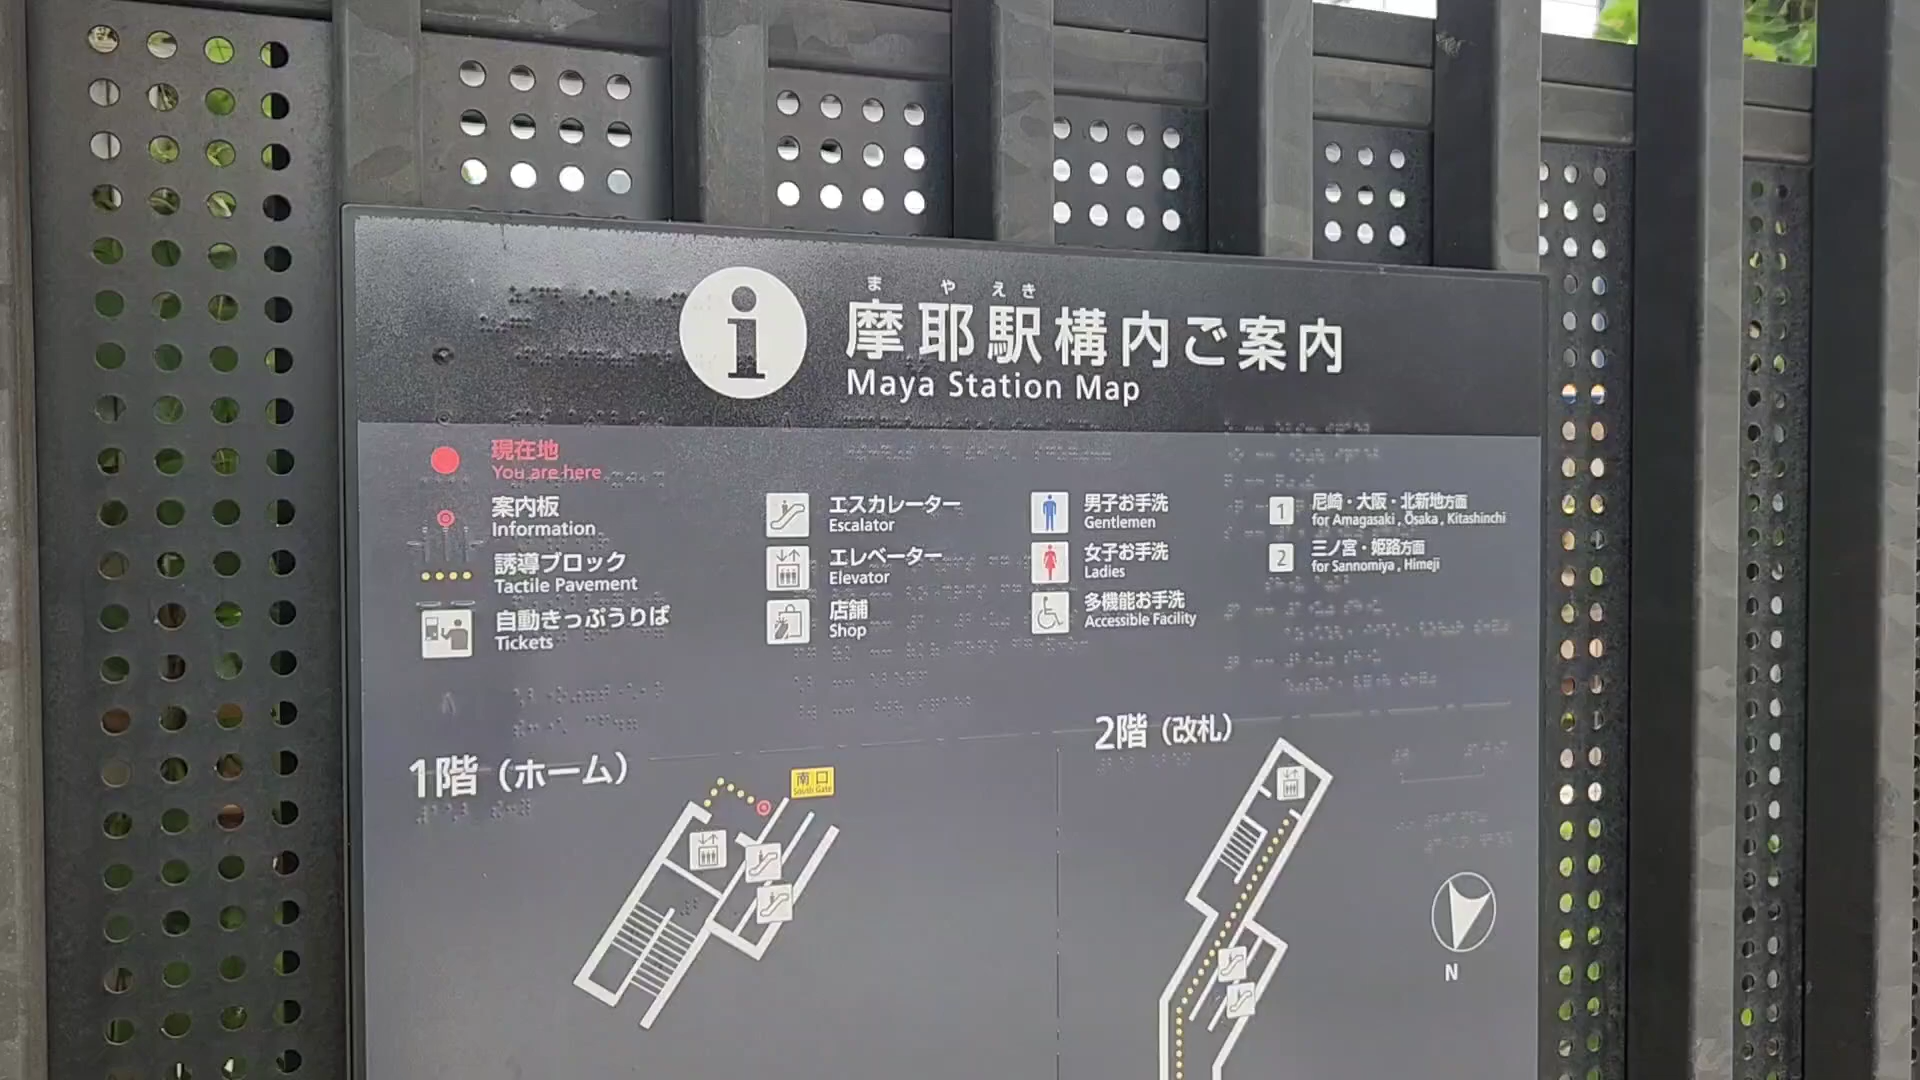 ま や え き
摩耶駅構内ご案内
Maya Station Map
現在地
You are here
案内板
Information
誘導ブロック
Tactile Pavement
自動きっぷうりば
Tickets
エスカレーター
Escalator
エレベーター
Elevator
店舗
Shop
男子お手洗
Gentlemen
女子お手洗
Ladies
多機能お手洗
Accessible Facility
1 尼崎・大阪・北新地方面
for Amagasaki , Ōsaka , Kitashinchi
2 三ノ宮・姫路方面
for Sannomiya , Himeji
1階（ホーム）
南口
South Gate
2階（改札）
N